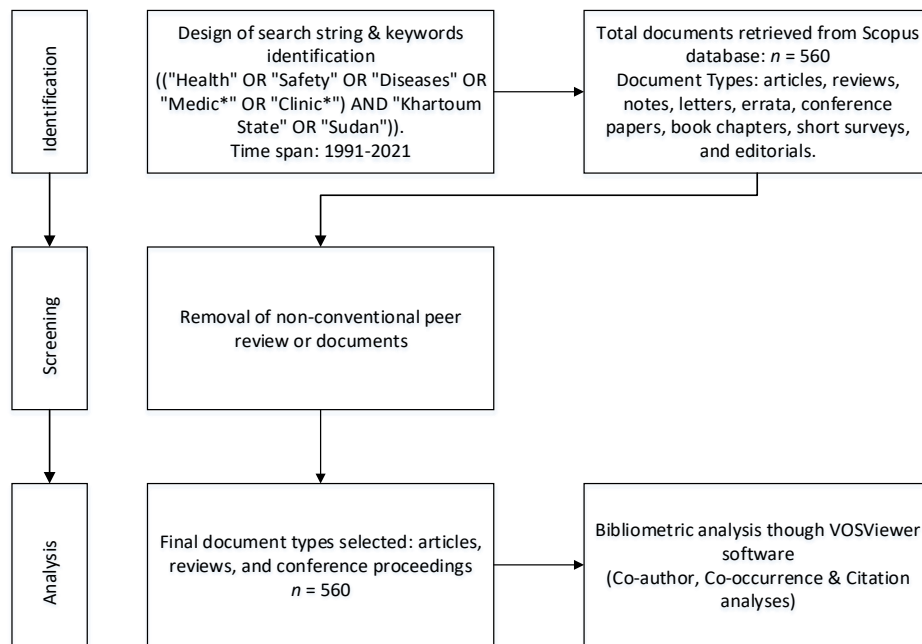 Identification
Design of search string & keywords
identification
(("Health" OR "Safety" OR "Diseases" OR
"Medic*" OR "Clinic*") AND "Khartoum
State" OR "Sudan")).
Time span: 1991-2021
Total documents retrieved from Scopus
database: n = 560
Document Types: articles, reviews,
notes, letters, errata, conference
papers, book chapters, short surveys,
and editorials.
Screening
Removal of non-conventional peer
review or documents
Analysis
Final document types selected: articles,
reviews, and conference proceedings
n = 560
Bibliometric analysis though VOSViewer
software
(Co-author, Co-occurrence & Citation
analyses)